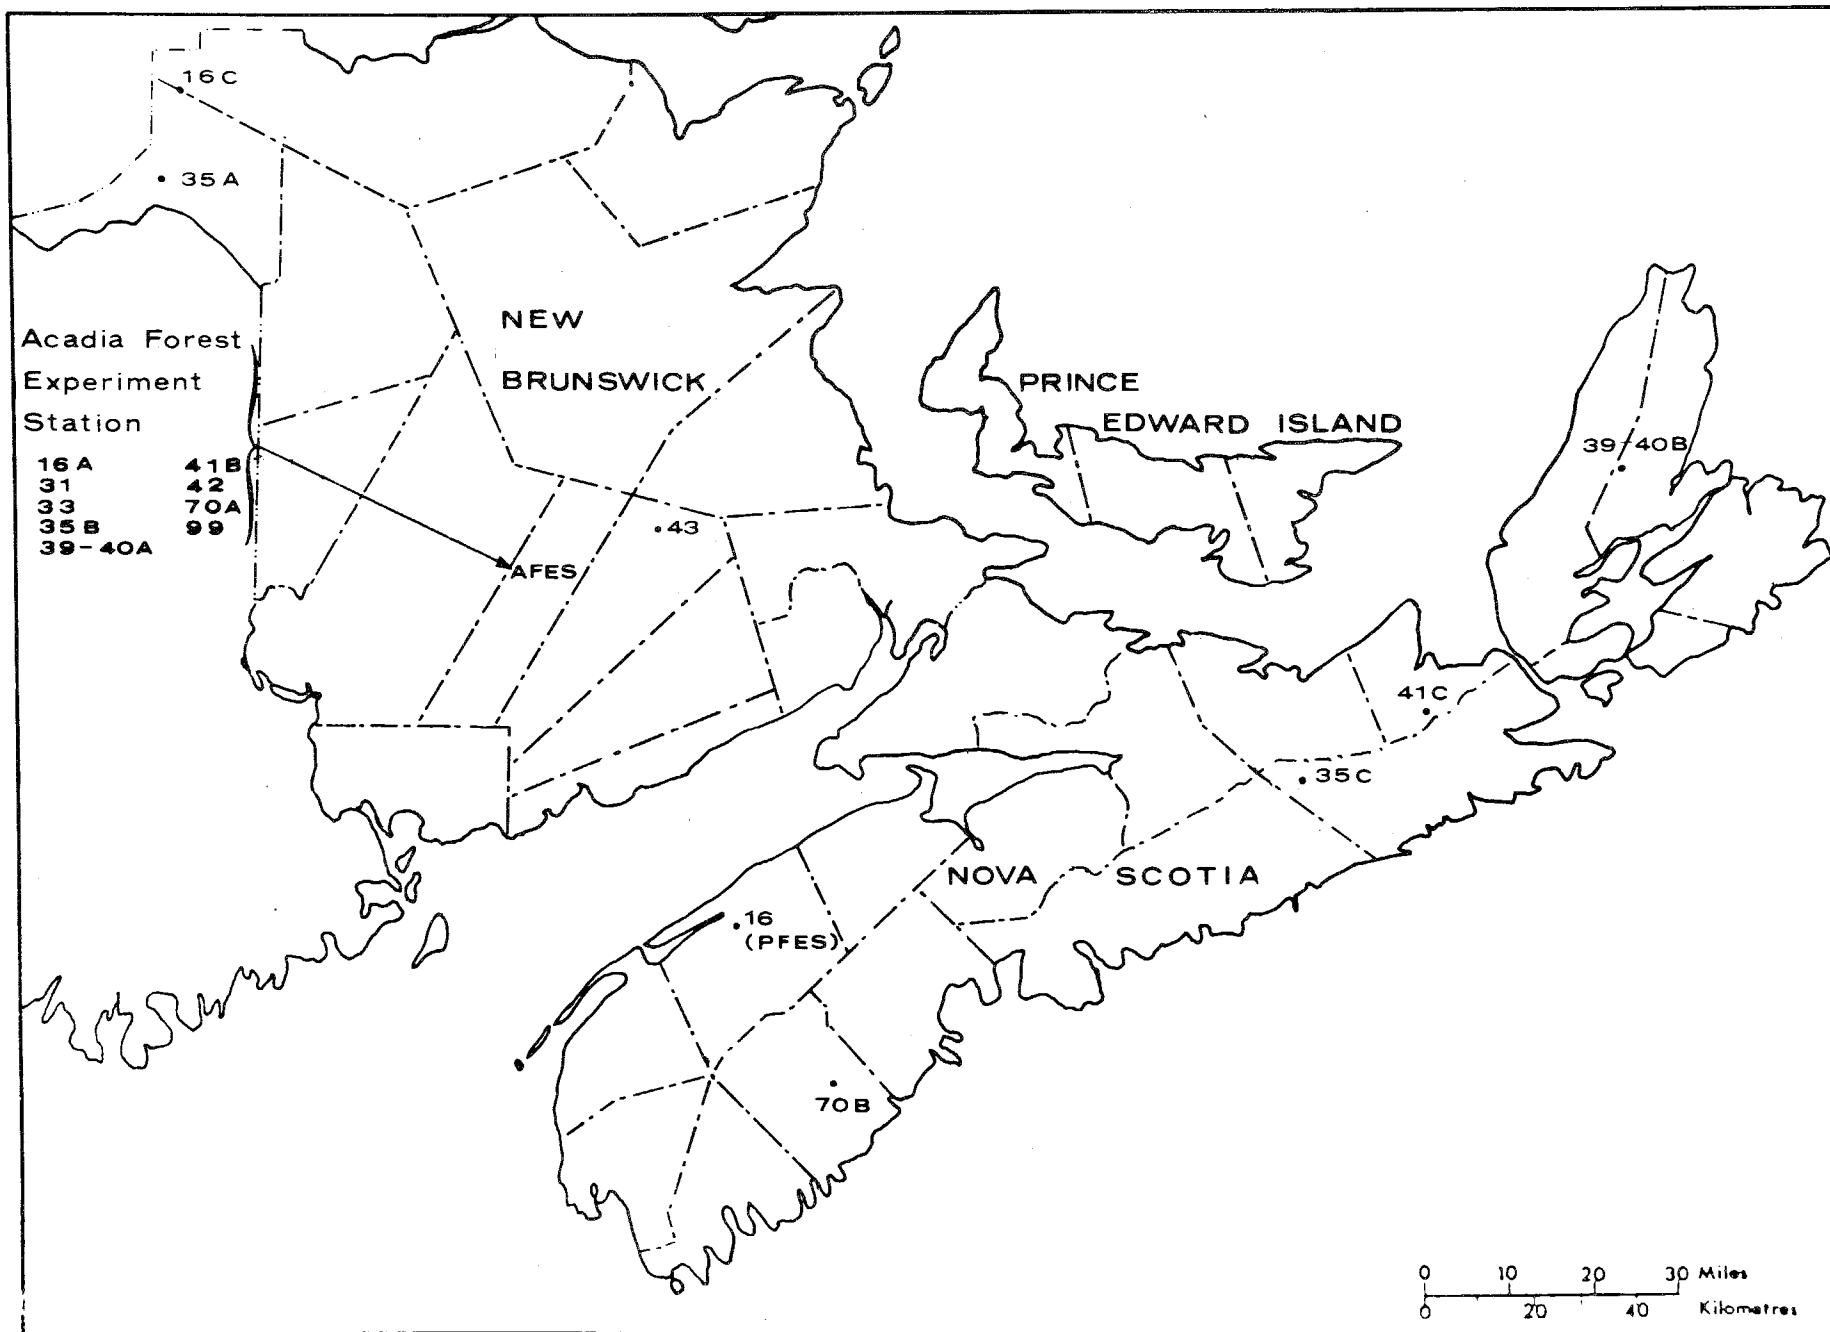 16C
35A
NEW
BRUNSWICK
Acadia Forest
Experiment
Station
16A 41B
31 42
33 70A
35B 99
39-40A
AFES
43
PRINCE
EDWARD ISLAND
39-40B
41C
35C
NOVA SCOTIA
16
(PFES)
70B
0 10 20 30 Miles
0 20 40 Kilometres